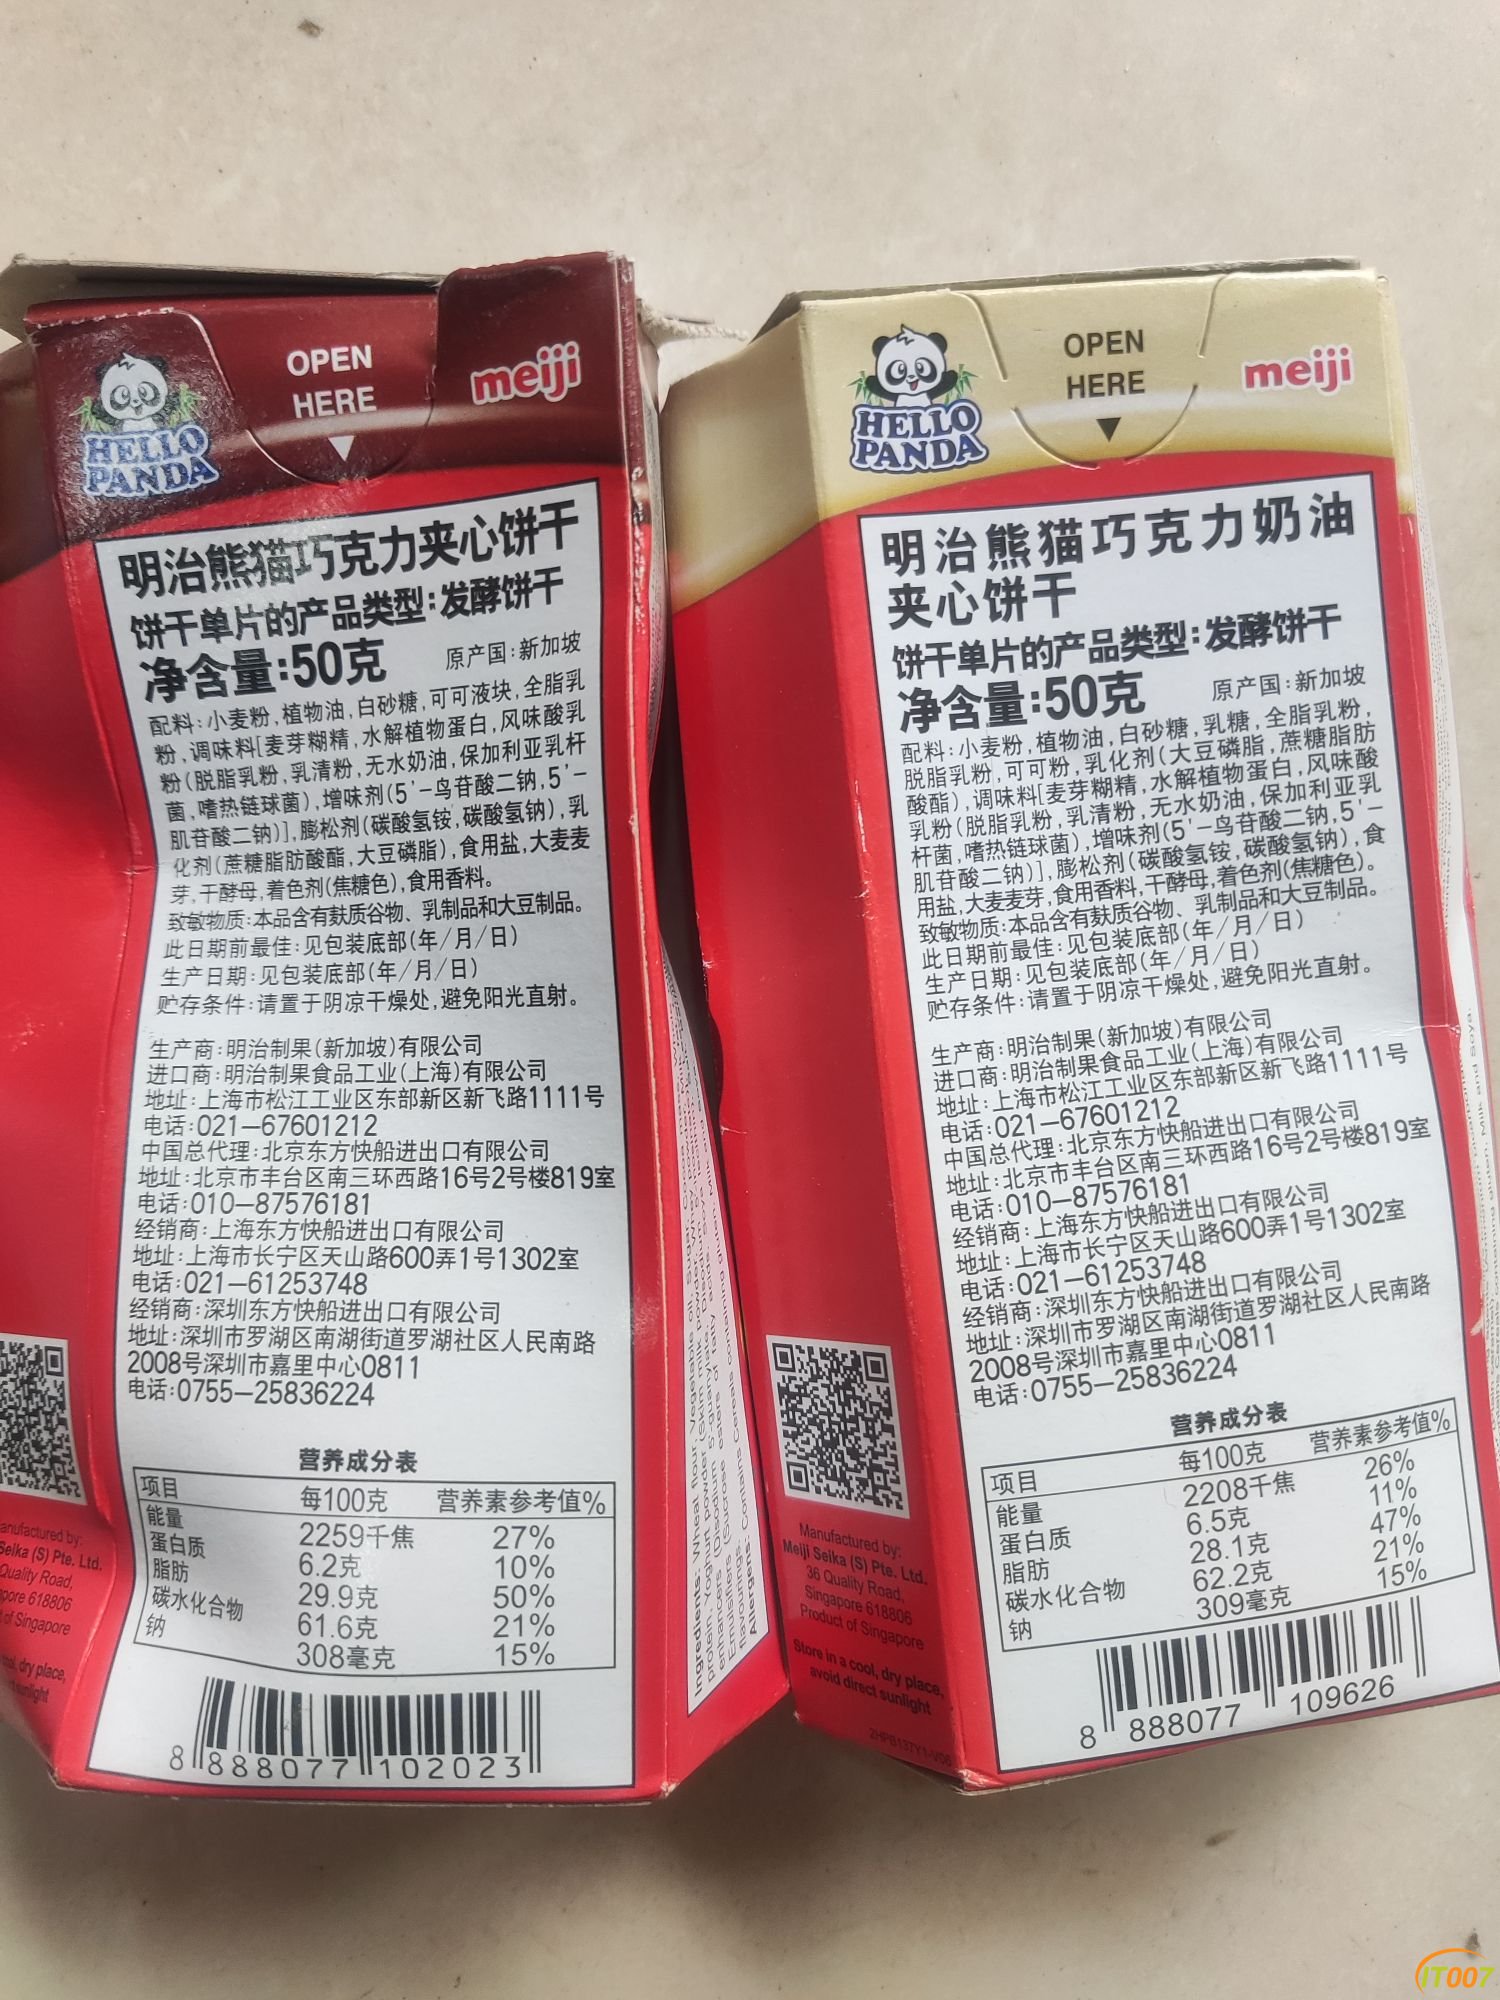 HELLO
PANDA
OPEN
HERE
meiji
明治熊猫巧克力夹心饼干
饼干单片的产品类型:发酵饼干
净含量:50克 原产国:新加坡
配料:小麦粉,植物油,白砂糖,可可液块,全脂乳
粉,调味料[麦芽糊精,水解植物蛋白,风味酸乳
粉(脱脂乳粉,乳清粉,无水奶油,保加利亚乳杆
菌,嗜热链球菌),增味剂(5'-鸟苷酸二钠,5'-
肌苷酸二钠)],膨松剂(碳酸氢铵,碳酸氢钠),乳
化剂(蔗糖脂肪酸酯,大豆磷脂),食用盐,大麦麦
芽,干酵母,着色剂(焦糖色),食用香料。
致敏物质:本品含有麸质谷物、乳制品和大豆制品。
此日期前最佳:见包装底部(年/月/日)
生产日期:见包装底部(年/月/日)
贮存条件:请置于阴凉干燥处,避免阳光直射。
生产商:明治制果(新加坡)有限公司
进口商:明治制果食品工业(上海)有限公司
地址:上海市松江工业区东部新区新飞路1111号
电话:021-67601212
中国总代理:北京东方快船进出口有限公司
地址:北京市丰台区南三环西路16号2号楼819室
电话:010-87576181
经销商:上海东方快船进出口有限公司
地址:上海市长宁区天山路600弄1号1302室
电话:021-61253748
经销商:深圳东方快船进出口有限公司
地址:深圳市罗湖区南湖街道罗湖社区人民南路
2008号深圳市嘉里中心0811
电话:0755-25836224
营养成分表
项目 每100克 营养素参考值%
能量 2259千焦 27%
蛋白质 6.2克 10%
脂肪 29.9克 50%
碳水化合物 61.6克 21%
钠 308毫克 15%
8 888077 102023
Seika (S) Pte. Ltd.
Quality Road,
618806
of Singapore
dry place,
HELLO
PANDA
OPEN
HERE
meiji
明治熊猫巧克力奶油
夹心饼干
饼干单片的产品类型:发酵饼干
净含量:50克 原产国:新加坡
配料:小麦粉,植物油,白砂糖,乳糖,全脂乳粉,
脱脂乳粉,可可粉,乳化剂(大豆磷脂,蔗糖脂肪
酸酯),调味料[麦芽糊精,水解植物蛋白,风味酸
乳粉(脱脂乳粉,乳清粉,无水奶油,保加利亚乳
杆菌,嗜热链球菌),增味剂(5'-鸟苷酸二钠,5'-
肌苷酸二钠)],膨松剂(碳酸氢铵,碳酸氢钠),食
用盐,大麦麦芽,食用香料,干酵母,着色剂(焦糖色)。
致敏物质:本品含有麸质谷物、乳制品和大豆制品。
此日期前最佳:见包装底部(年/月/日)
生产日期:见包装底部(年/月/日)
贮存条件:请置于阴凉干燥处,避免阳光直射。
生产商:明治制果(新加坡)有限公司
进口商:明治制果食品工业(上海)有限公司
地址:上海市松江工业区东部新区新飞路1111号
电话:021-67601212
中国总代理:北京东方快船进出口有限公司
地址:北京市丰台区南三环西路16号2号楼819室
电话:010-87576181
经销商:上海东方快船进出口有限公司
地址:上海市长宁区天山路600弄1号1302室
电话:021-61253748
经销商:深圳东方快船进出口有限公司
地址:深圳市罗湖区南湖街道罗湖社区人民南路
2008号深圳市嘉里中心0811
电话:0755-25836224
营养成分表
项目 每100克 营养素参考值%
能量 2208千焦 26%
蛋白质 6.5克 11%
脂肪 28.1克 47%
碳水化合物 62.2克 21%
钠 309毫克 15%
8 888077 109626
Manufactured by:
Meiji Seika (S) Pte. Ltd.
36 Quality Road,
Singapore 618806
Product of Singapore
Store in a cool, dry place,
avoid direct sunlight
IT007